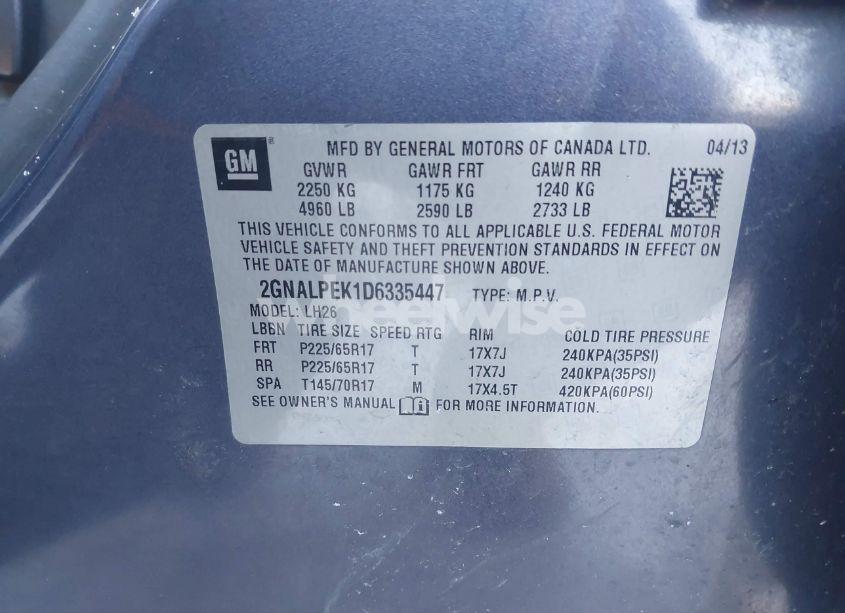 GM
MFD BY GENERAL MOTORS OF CANADA LTD. 04/13
GVWR GAWR FRT GAWR RR
2250 KG 1175 KG 1240 KG
4960 LB 2590 LB 2733 LB
THIS VEHICLE CONFORMS TO ALL APPLICABLE U.S. FEDERAL MOTOR
VEHICLE SAFETY AND THEFT PREVENTION STANDARDS IN EFFECT ON
THE DATE OF MANUFACTURE SHOWN ABOVE.
2GNALPEK1D6335447 TYPE: M.P.V.
wheelwise
MODEL: LH26
LBBN TIRE SIZE SPEED RTG RIM COLD TIRE PRESSURE
FRT P225/65R17 T 17X7J 240KPA(35PSI)
RR P225/65R17 T 17X7J 240KPA(35PSI)
SPA T145/70R17 M 17X4.5T 420KPA(60PSI)
SEE OWNER'S MANUAL FOR MORE INFORMATION.